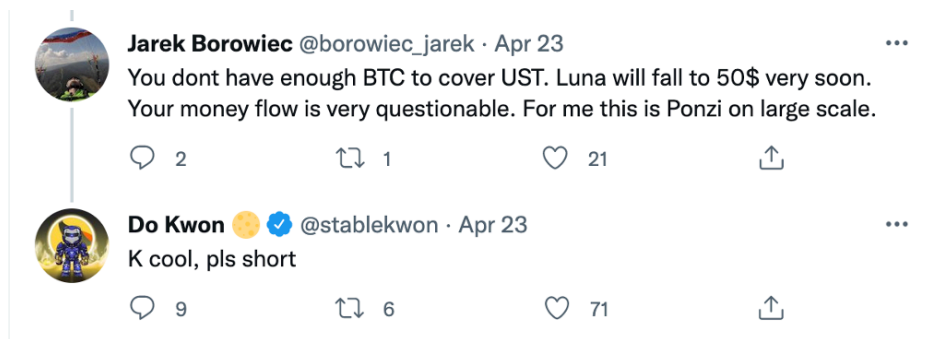 Jarek Borowiec @borowiec_jarek · Apr 23
You dont have enough BTC to cover UST. Luna will fall to 50$ very soon.
Your money flow is very questionable. For me this is Ponzi on large scale.
2 1 21
Do Kwon @stablekwon · Apr 23
K cool, pls short
9 6 71